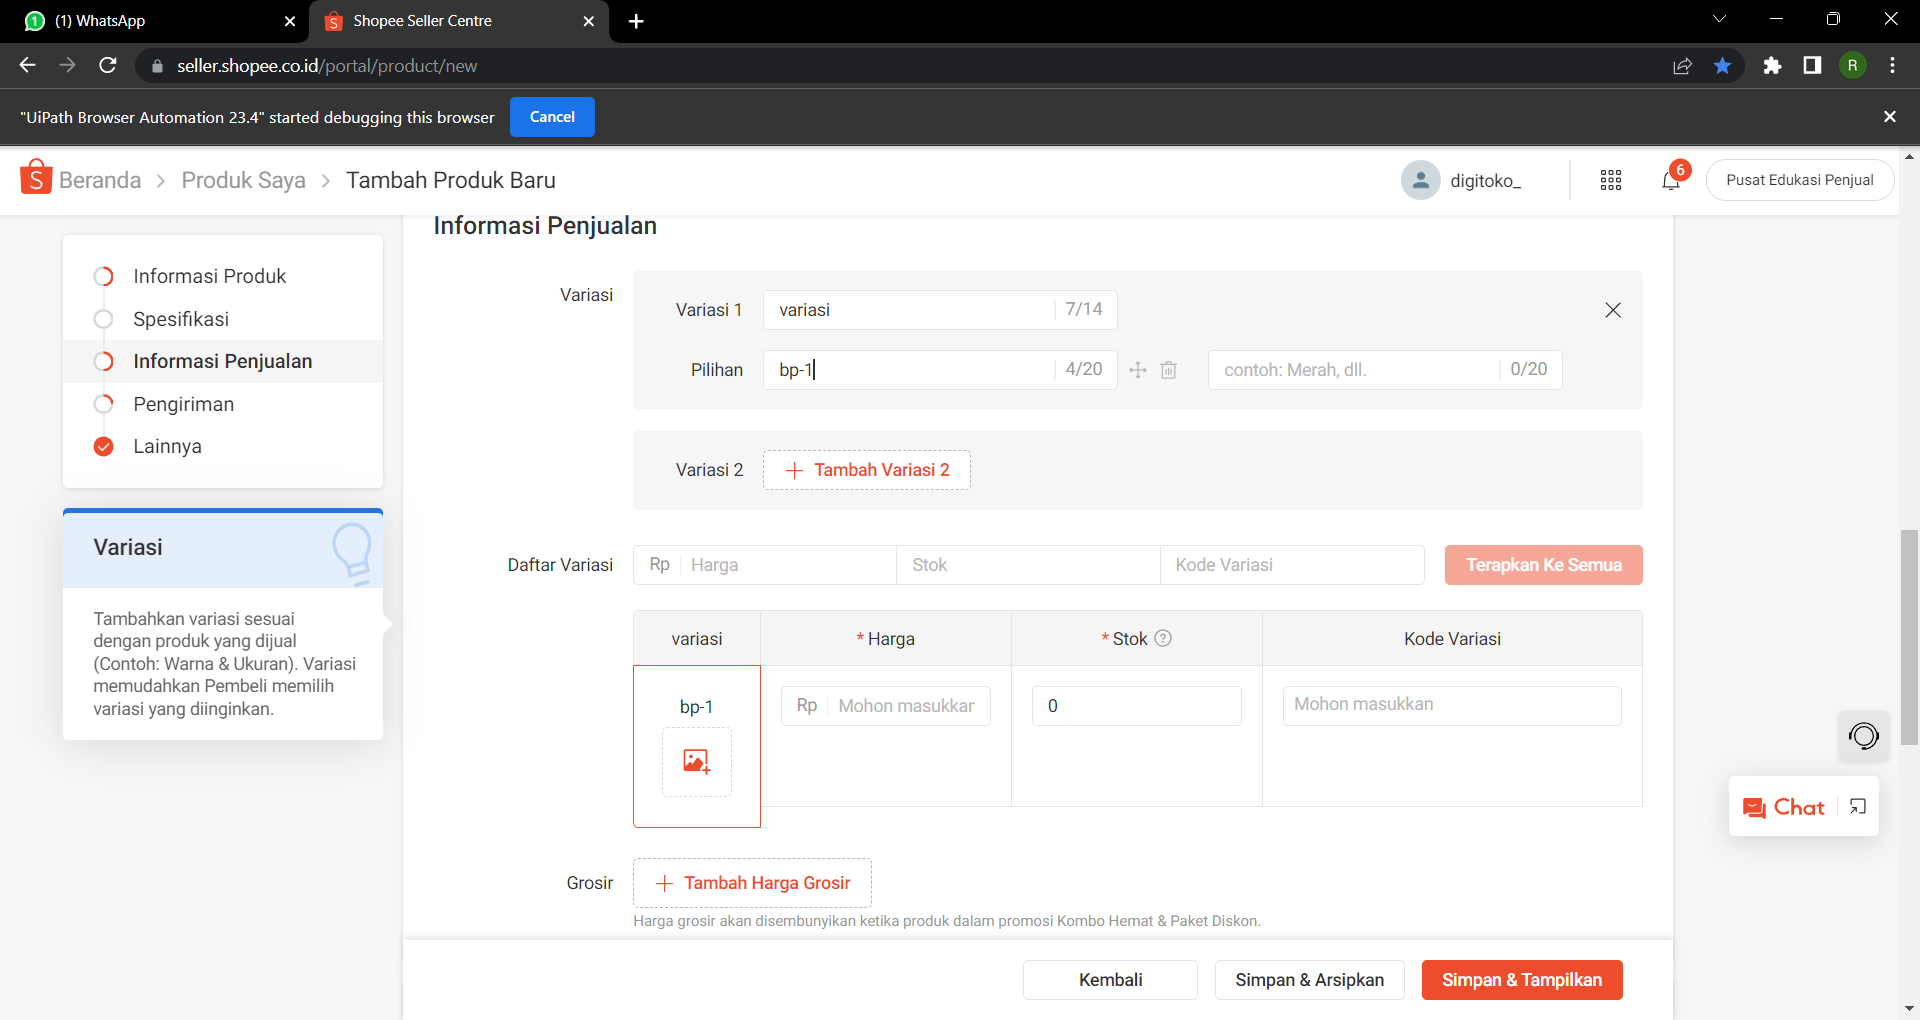 (1) WhatsApp
Shopee Seller Centre
seller.shopee.co.id/portal/product/new
R
"UiPath Browser Automation 23.4" started debugging this browser
Cancel
Beranda > Produk Saya > Tambah Produk Baru
digitoko_
6
Pusat Edukasi Penjual
Informasi Produk
Spesifikasi
Informasi Penjualan
Pengiriman
Lainnya
Variasi
Tambahkan variasi sesuai
dengan produk yang dijual
(Contoh: Warna & Ukuran). Variasi
memudahkan Pembeli memilih
variasi yang diinginkan.
Informasi Penjualan
Variasi
Variasi 1
variasi
7/14
Pilihan
bp-1
4/20
contoh: Merah, dll.
0/20
Variasi 2
Tambah Variasi 2
Daftar Variasi
Rp
Harga
Stok
Kode Variasi
Terapkan Ke Semua
variasi
* Harga
* Stok ?
Kode Variasi
bp-1
Rp
Mohon masukkan
0
Mohon masukkan
Grosir
Tambah Harga Grosir
Harga grosir akan disembunyikan ketika produk dalam promosi Kombo Hemat & Paket Diskon.
Chat
Kembali
Simpan & Arsipkan
Simpan & Tampilkan